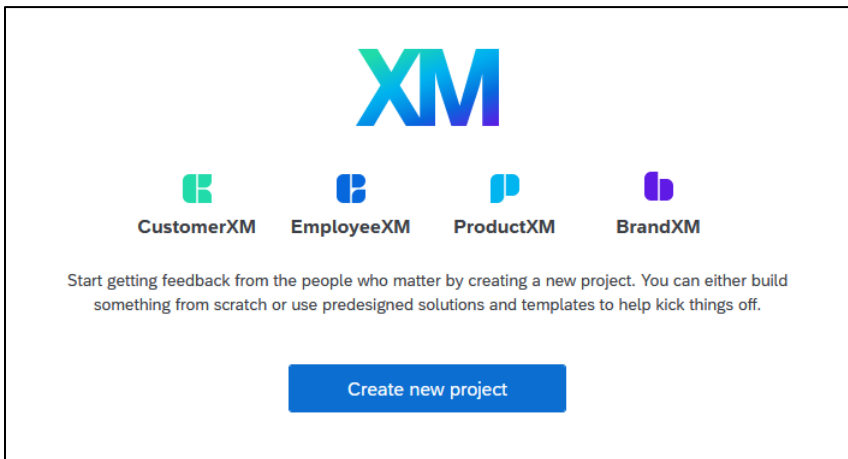 XM
CustomerXM EmployeeXM ProductXM BrandXM
Start getting feedback from the people who matter by creating a new project. You can either build
something from scratch or use predesigned solutions and templates to help kick things off.
Create new project